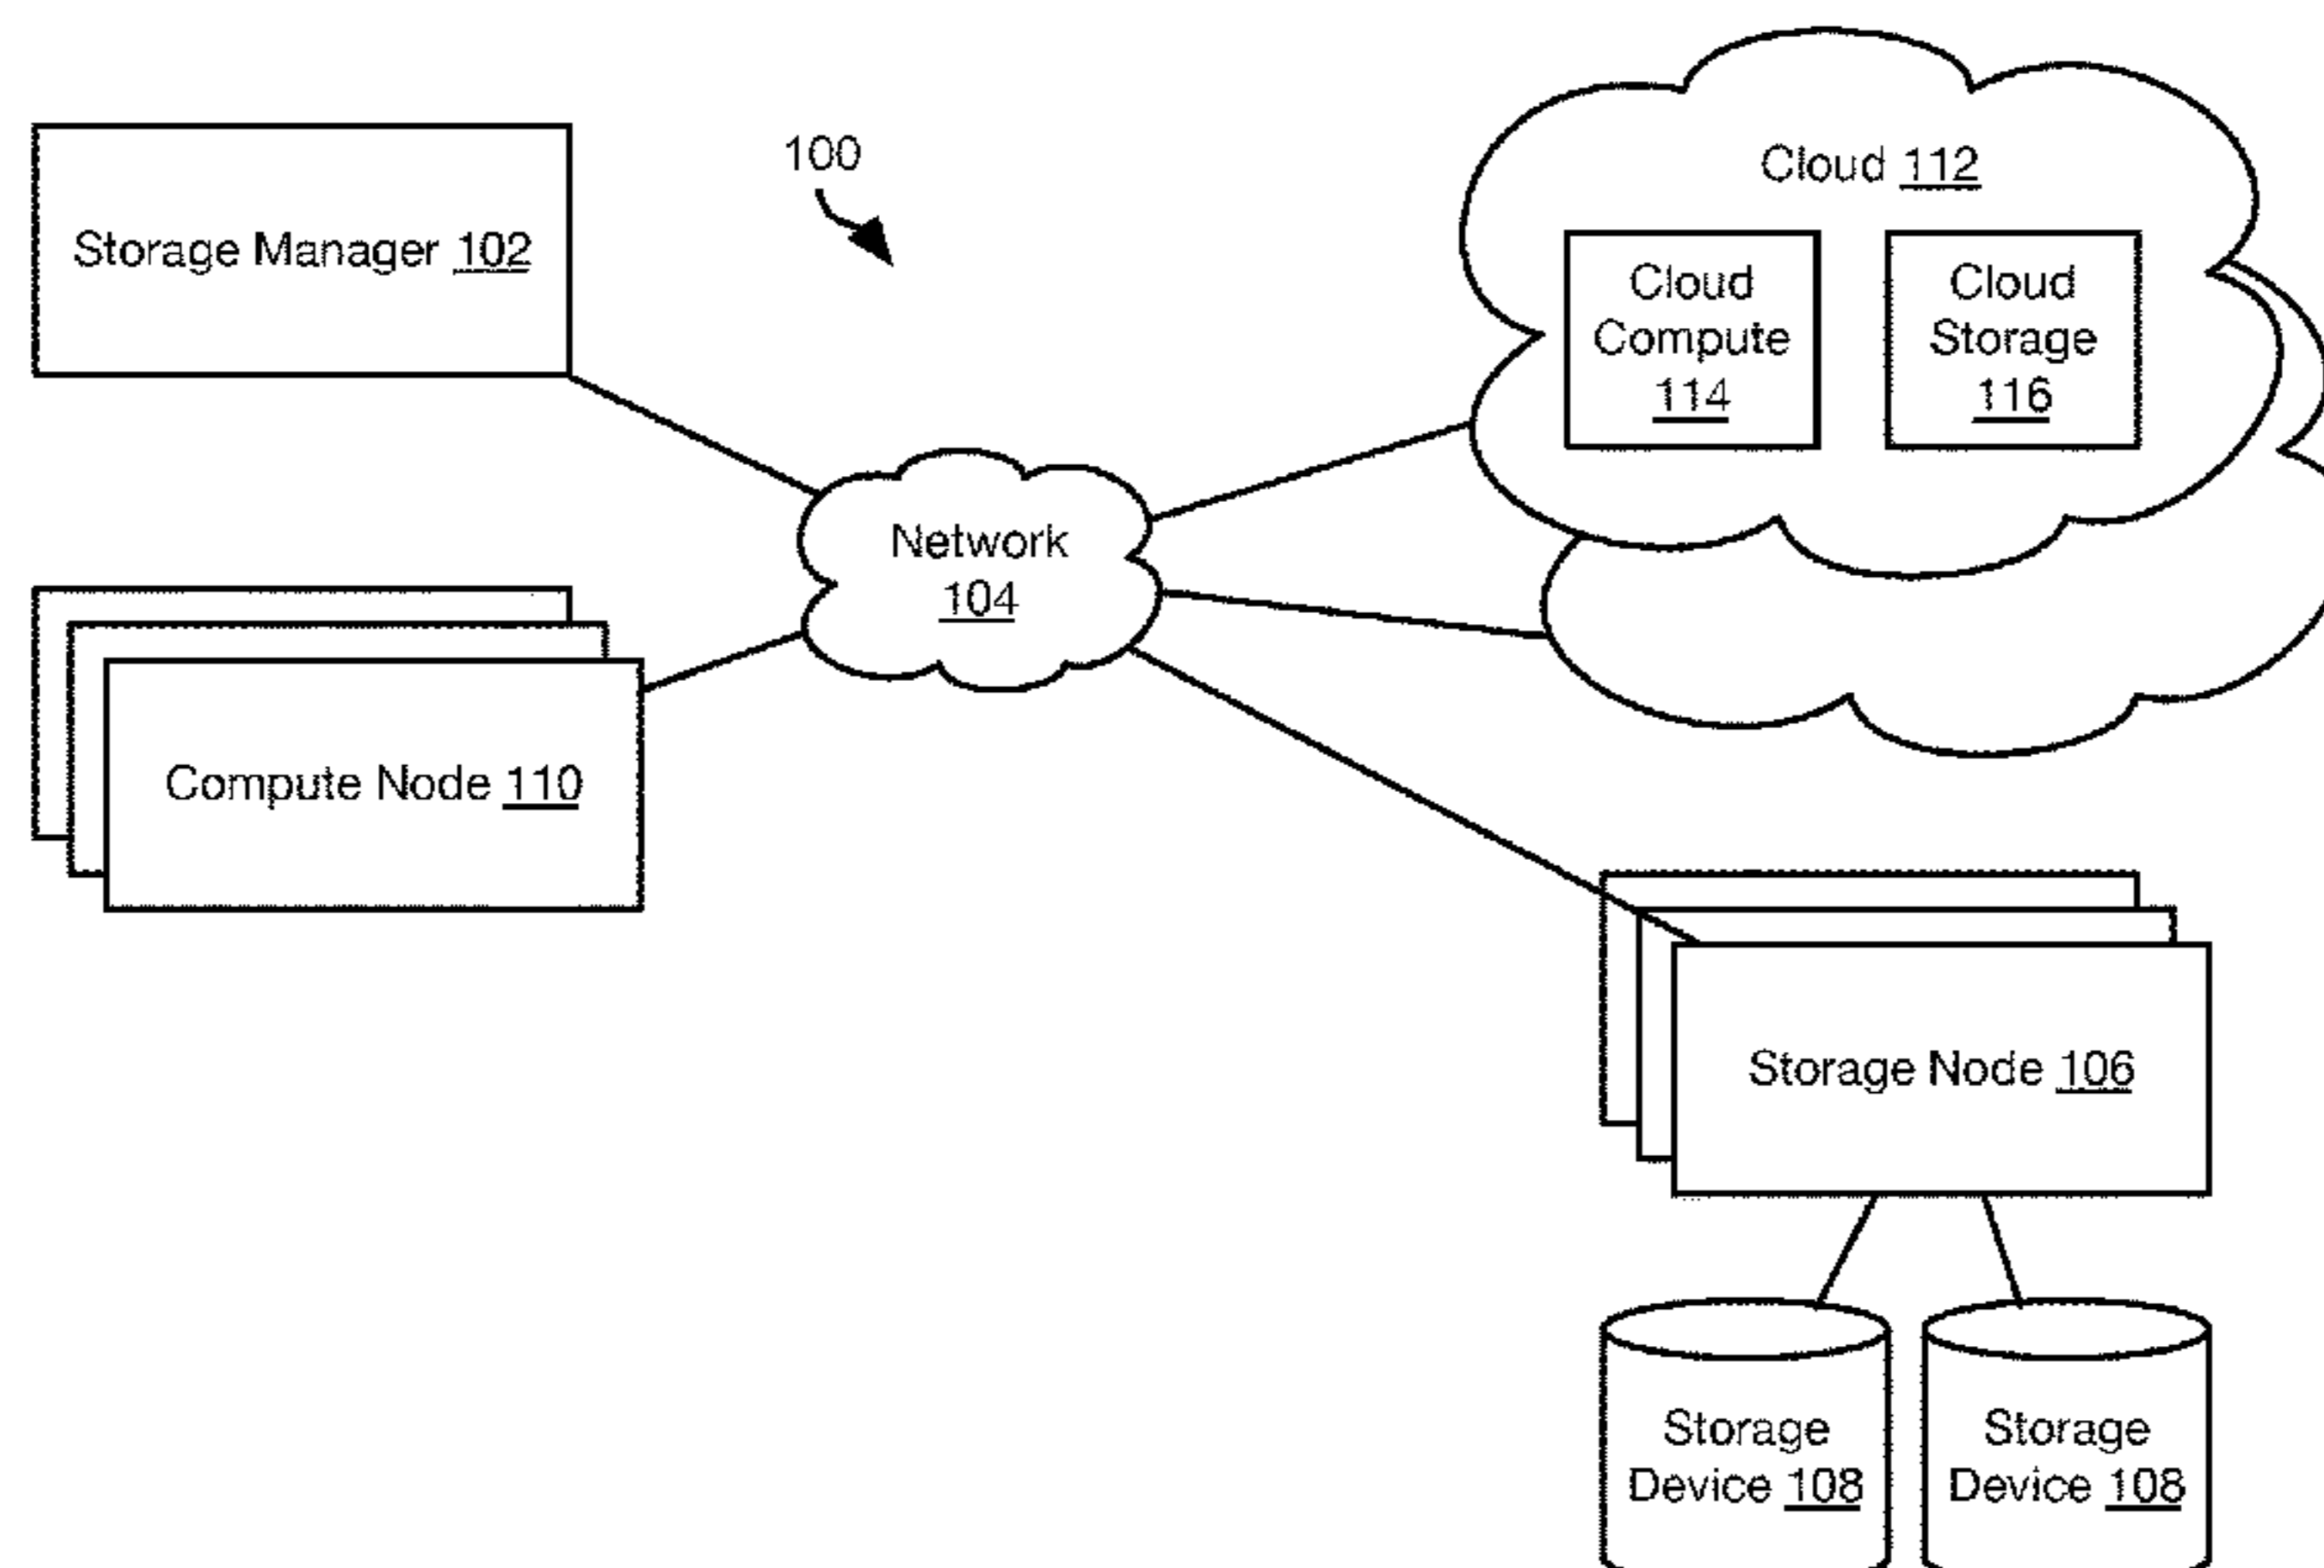 100
Cloud 112
Storage Manager 102
Cloud
Compute
114
Cloud
Storage
116
Network
104
Compute Node 110
Storage Node 106
Storage
Device 108
Storage
Device 108